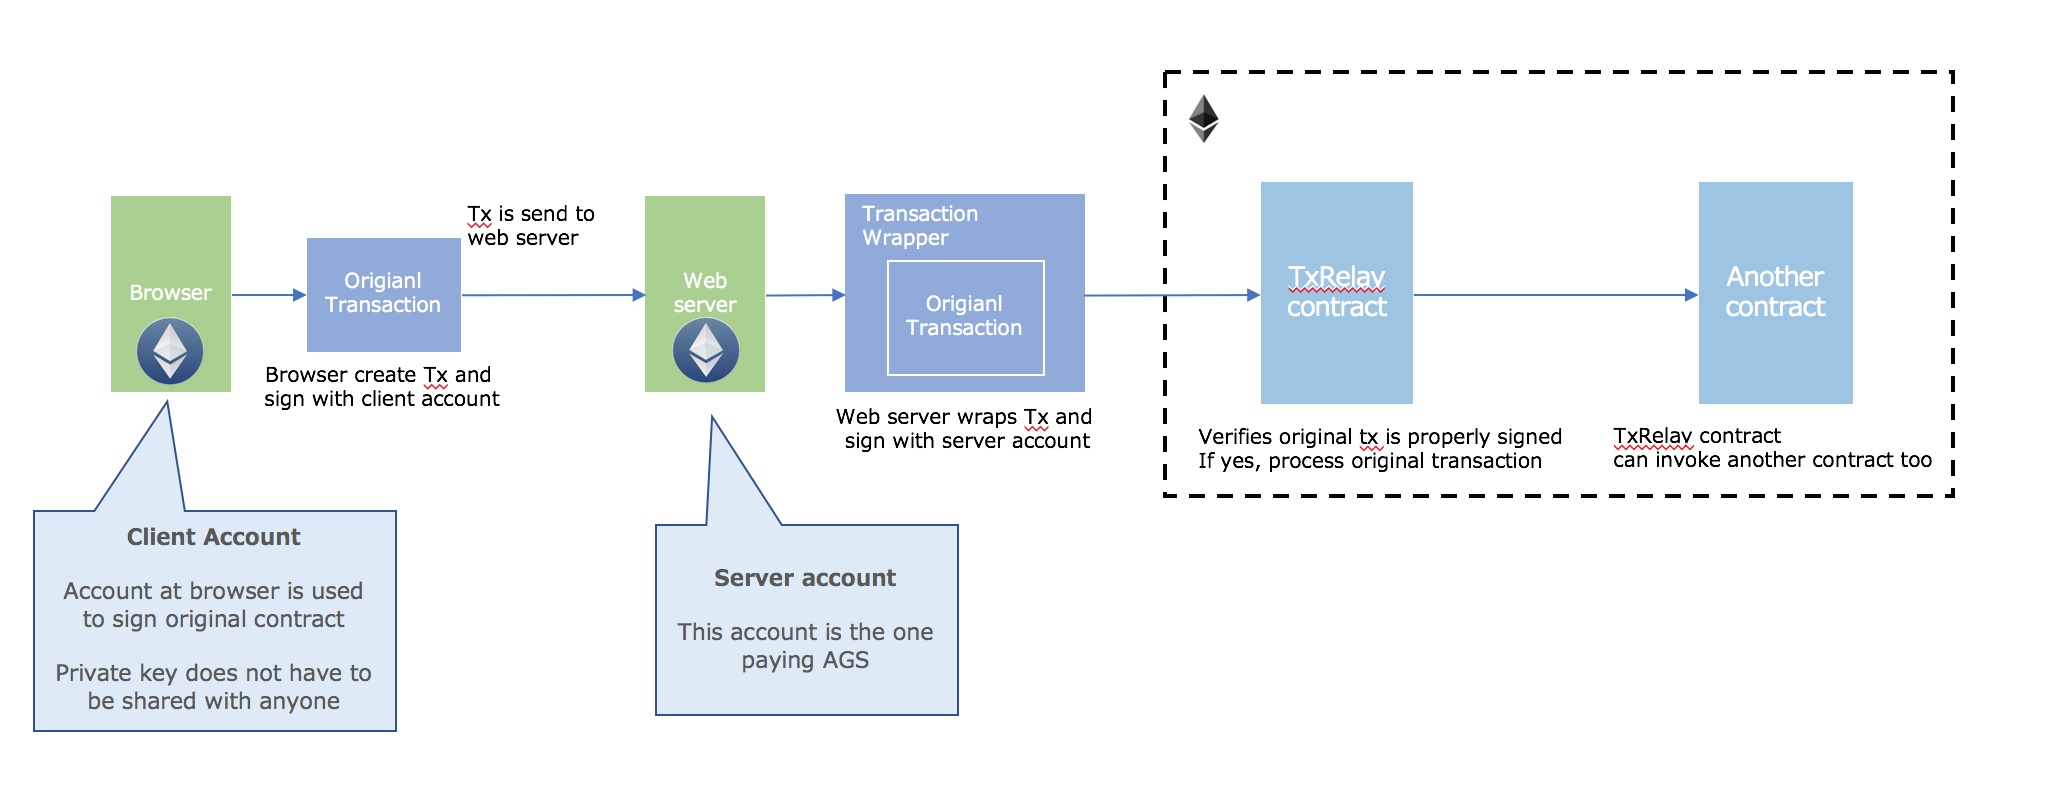 Browser
Origianl
Transaction
Browser create Tx and
sign with client account
Tx is send to
web server
Web
server
Transaction
Wrapper
Origianl
Transaction
Web server wraps Tx and
sign with server account
TxRelay
contract
Verifies original tx is properly signed
If yes, process original transaction
Another
contract
TxRelay contract
can invoke another contract too
Client Account
Account at browser is used
to sign original contract
Private key does not have to
be shared with anyone
Server account
This account is the one
paying AGS